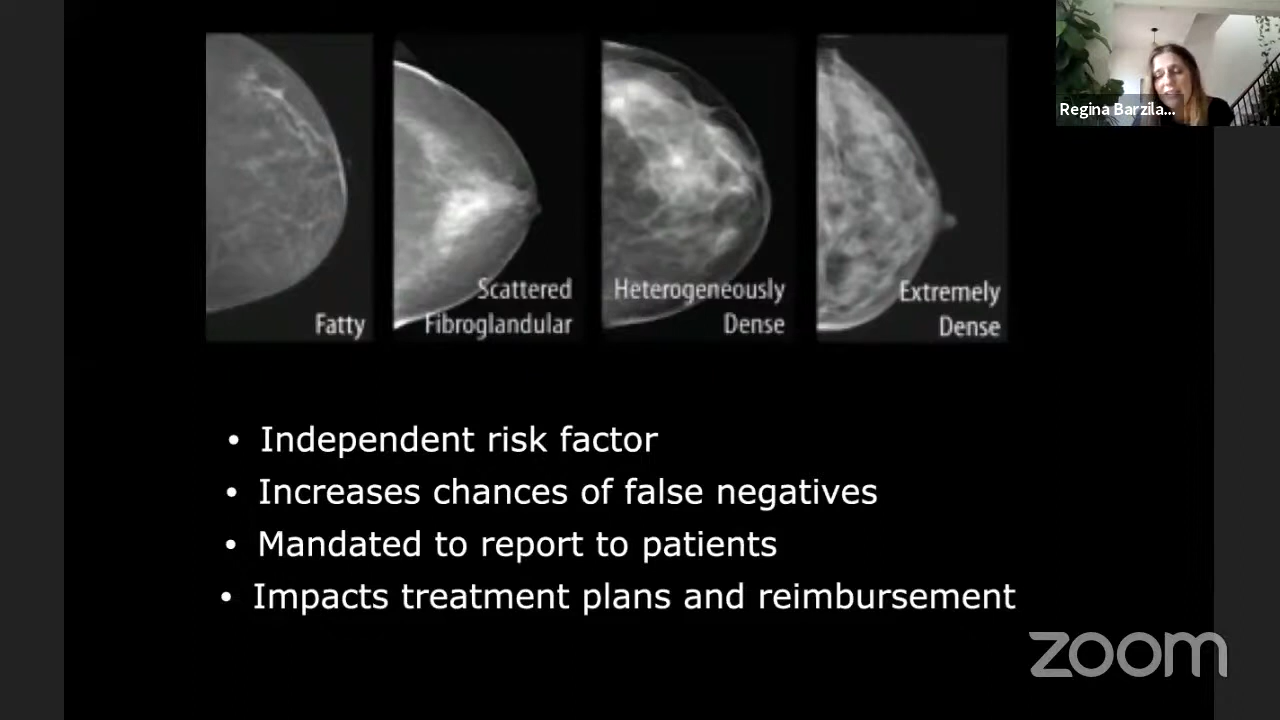 Regina Barzila...
Fatty
Scattered
Fibroglandular
Heterogeneously
Dense
Extremely
Dense
• Independent risk factor
• Increases chances of false negatives
• Mandated to report to patients
• Impacts treatment plans and reimbursement
zoom